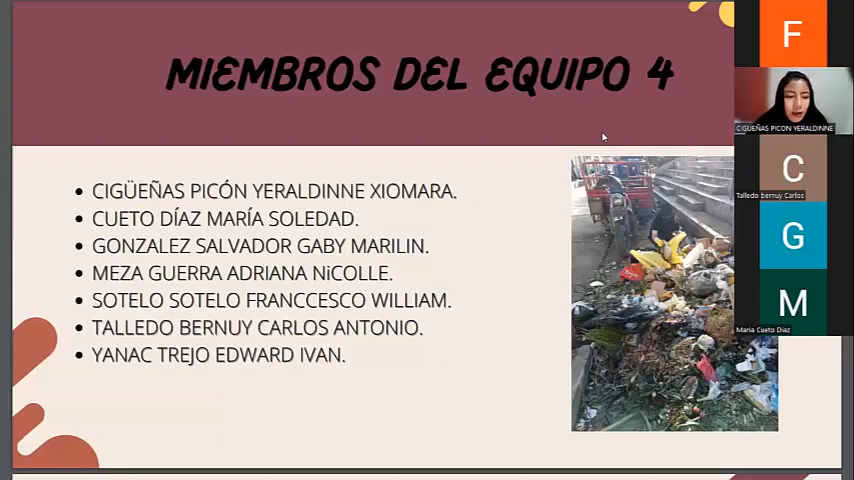 MIEMBROS DEL EQUIPO 4
CIGÜEÑAS PICÓN YERALDINNE XIOMARA.
CUETO DÍAZ MARÍA SOLEDAD.
GONZALEZ SALVADOR GABY MARILIN.
MEZA GUERRA ADRIANA NiCOLLE.
SOTELO SOTELO FRANCCESCO WILLIAM.
TALLEDO BERNUY CARLOS ANTONIO.
YANAC TREJO EDWARD IVAN.
F
CIGÜEÑAS PICON YERALDINNE
C
Talledo bernuy Carlos
G
M
Maria Cueto Diaz